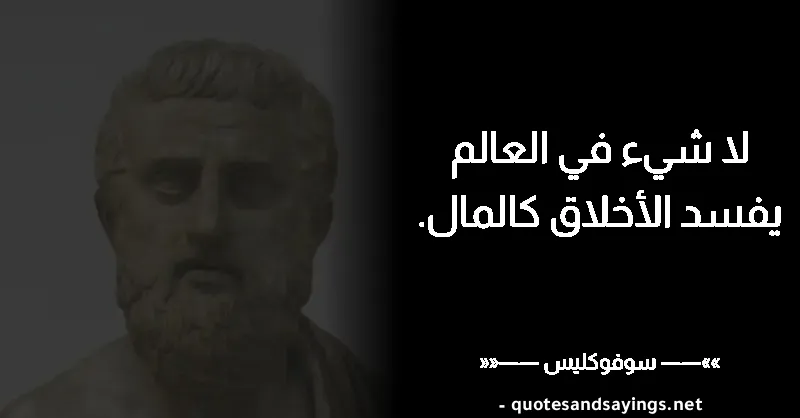 لا شيء في العالم
يفسد الأخلاق كالمال.
»»—— سوفوكليس ——««
- quotesandsayings.net